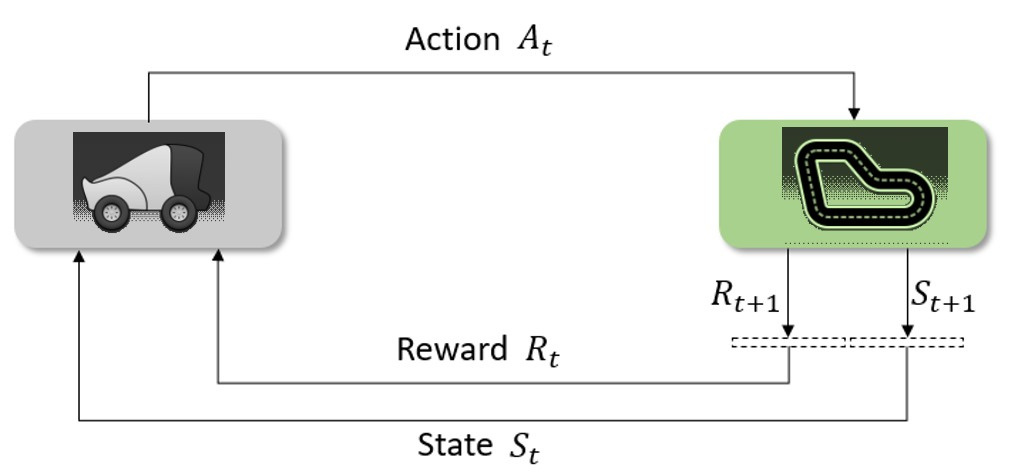 Action A_t
R_{t+1}
S_{t+1}
Reward R_t
State S_t